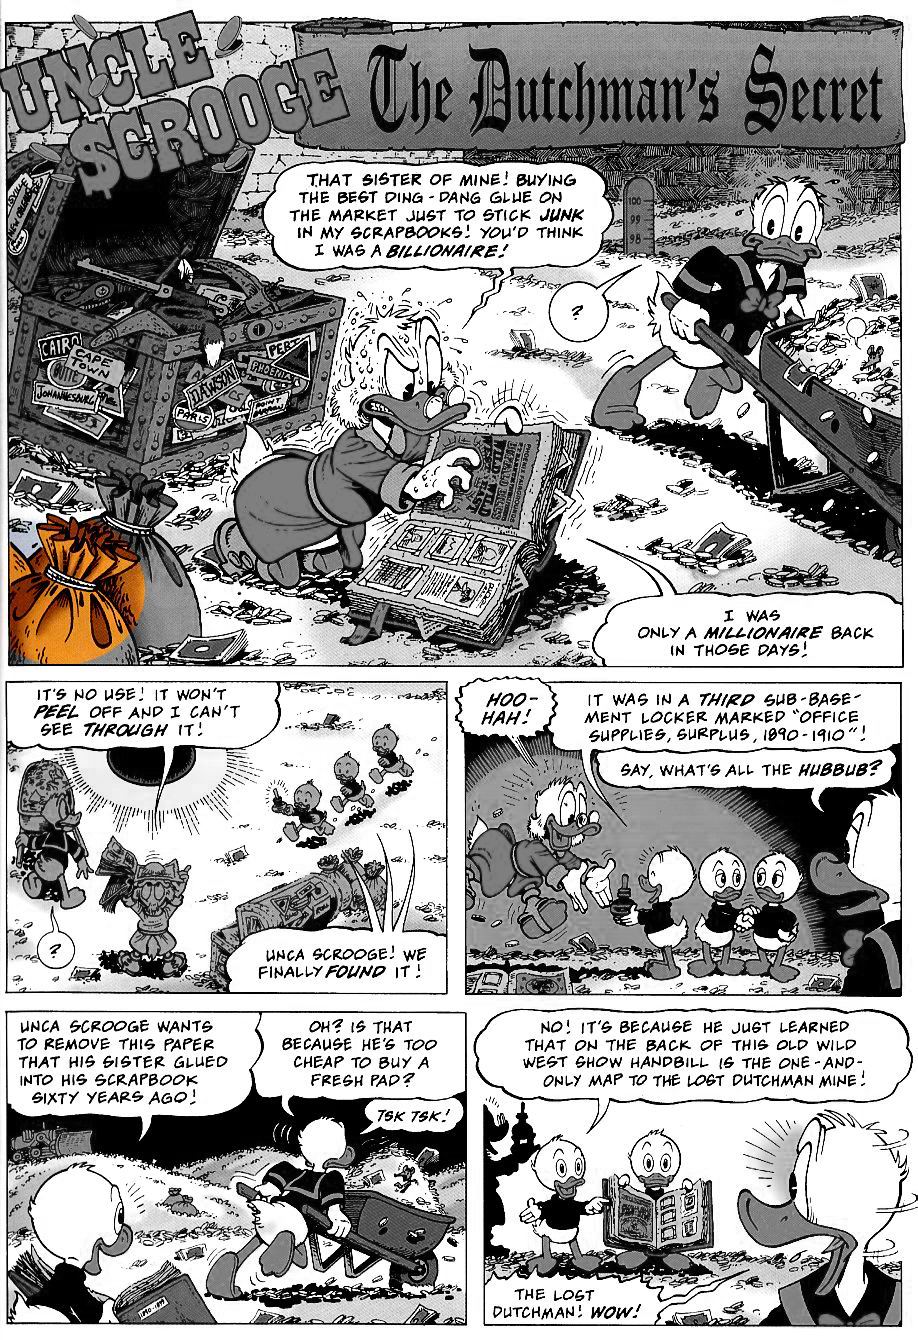 UNCLE
$CROOGE
The Dutchman's Secret
THAT SISTER OF MINE! BUYING
THE BEST DING-DANG GLUE ON
THE MARKET JUST TO STICK JUNK
IN MY SCRAPBOOKS! YOU'D THINK
I WAS A BILLIONAIRE!
100
99
98
?
CAIRO
CAPE
TOWN
JOHANNESBURG
DAWSON
PARIS
WILD
I WAS
ONLY A MILLIONAIRE BACK
IN THOSE DAYS!
IT'S NO USE! IT WON'T
PEEL OFF AND I CAN'T
SEE THROUGH IT!
?
UNCA SCROOGE! WE
FINALLY FOUND IT!
HOO-
HAH!
IT WAS IN A THIRD SUB-BASE-
MENT LOCKER MARKED "OFFICE
SUPPLIES, SURPLUS, 1890-1910"!
SAY, WHAT'S ALL THE HUBBUB?
UNCA SCROOGE WANTS
TO REMOVE THIS PAPER
THAT HIS SISTER GLUED
INTO HIS SCRAPBOOK
SIXTY YEARS AGO!
OH? IS THAT
BECAUSE HE'S TOO
CHEAP TO BUY A
FRESH PAD?
TSK TSK!
NO! IT'S BECAUSE HE JUST LEARNED
THAT ON THE BACK OF THIS OLD WILD
WEST SHOW HANDBILL IS THE ONE-AND-
ONLY MAP TO THE LOST DUTCHMAN MINE!
THE LOST
DUTCHMAN! WOW!